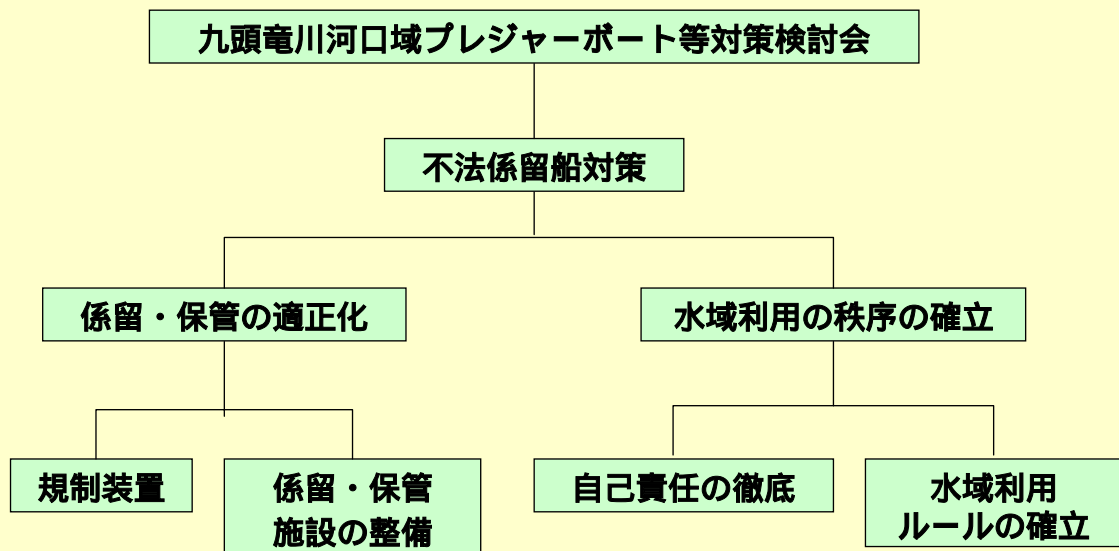 九頭竜川河口域プレジャーボート等対策検討会
不法係留船対策
係留・保管の適正化
水域利用の秩序の確立
規制装置
係留・保管
施設の整備
自己責任の徹底
水域利用
ルールの確立